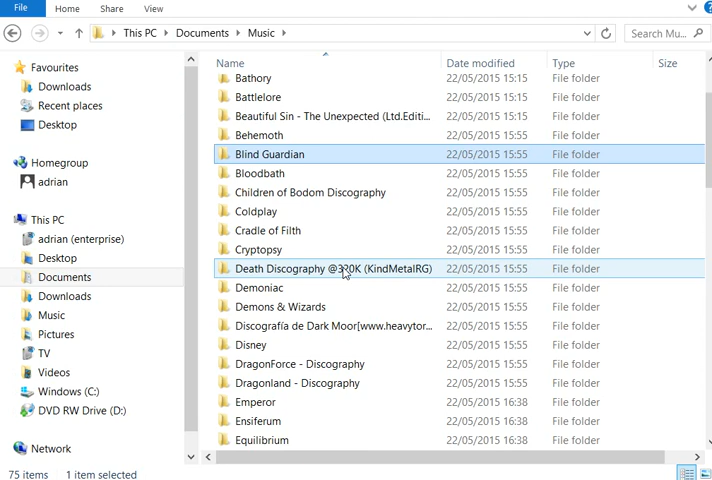 File Home Share View
This PC Documents Music Search Mu...
Favourites
Downloads
Recent places
Desktop
Homegroup
adrian
This PC
adrian (enterprise)
Desktop
Documents
Downloads
Music
Pictures
TV
Videos
Windows (C:)
DVD RW Drive (D:)
Network
Name Date modified Type Size
Bathory 22/05/2015 15:15 File folder
Battlelore 22/05/2015 15:15 File folder
Beautiful Sin - The Unexpected (Ltd.Editi... 22/05/2015 15:15 File folder
Behemoth 22/05/2015 15:55 File folder
Blind Guardian 22/05/2015 15:55 File folder
Bloodbath 22/05/2015 15:55 File folder
Children of Bodom Discography 22/05/2015 15:55 File folder
Coldplay 22/05/2015 15:55 File folder
Cradle of Filth 22/05/2015 15:55 File folder
Cryptopsy 22/05/2015 15:55 File folder
Death Discography @320K (KindMetalRG) 22/05/2015 15:55 File folder
Demoniac 22/05/2015 15:55 File folder
Demons & Wizards 22/05/2015 15:55 File folder
Discografía de Dark Moor[www.heavytor... 22/05/2015 15:55 File folder
Disney 22/05/2015 15:55 File folder
DragonForce - Discography 22/05/2015 15:55 File folder
Dragonland - Discography 22/05/2015 15:55 File folder
Emperor 22/05/2015 16:38 File folder
Ensiferum 22/05/2015 16:38 File folder
Equilibrium 22/05/2015 16:38 File folder
75 items 1 item selected